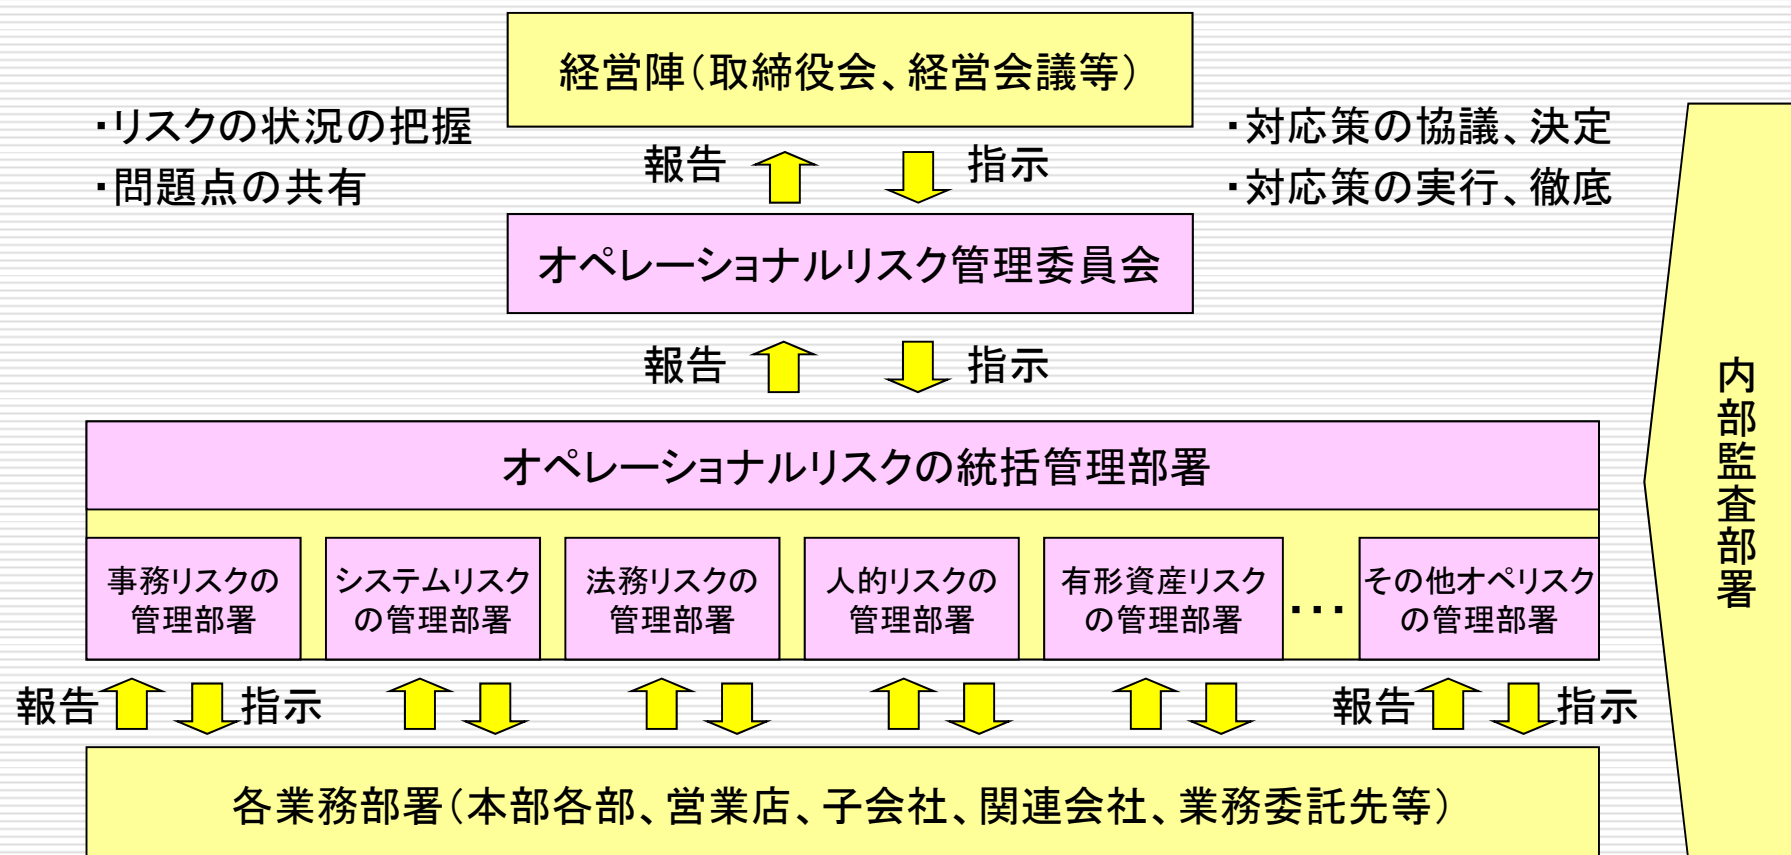 経営陣（取締役会、経営会議等）
・リスクの状況の把握
・問題点の共有
・対応策の協議、決定
・対応策の実行、徹底
報告
指示
オペレーショナルリスク管理委員会
報告
指示
オペレーショナルリスクの統括管理部署
事務リスクの
管理部署
システムリスク
の管理部署
法務リスクの
管理部署
人的リスクの
管理部署
有形資産リスク
の管理部署
・・・
その他オペリスク
の管理部署
報告
指示
報告
指示
各業務部署（本部各部、営業店、子会社、関連会社、業務委託先等）
内部監査部署